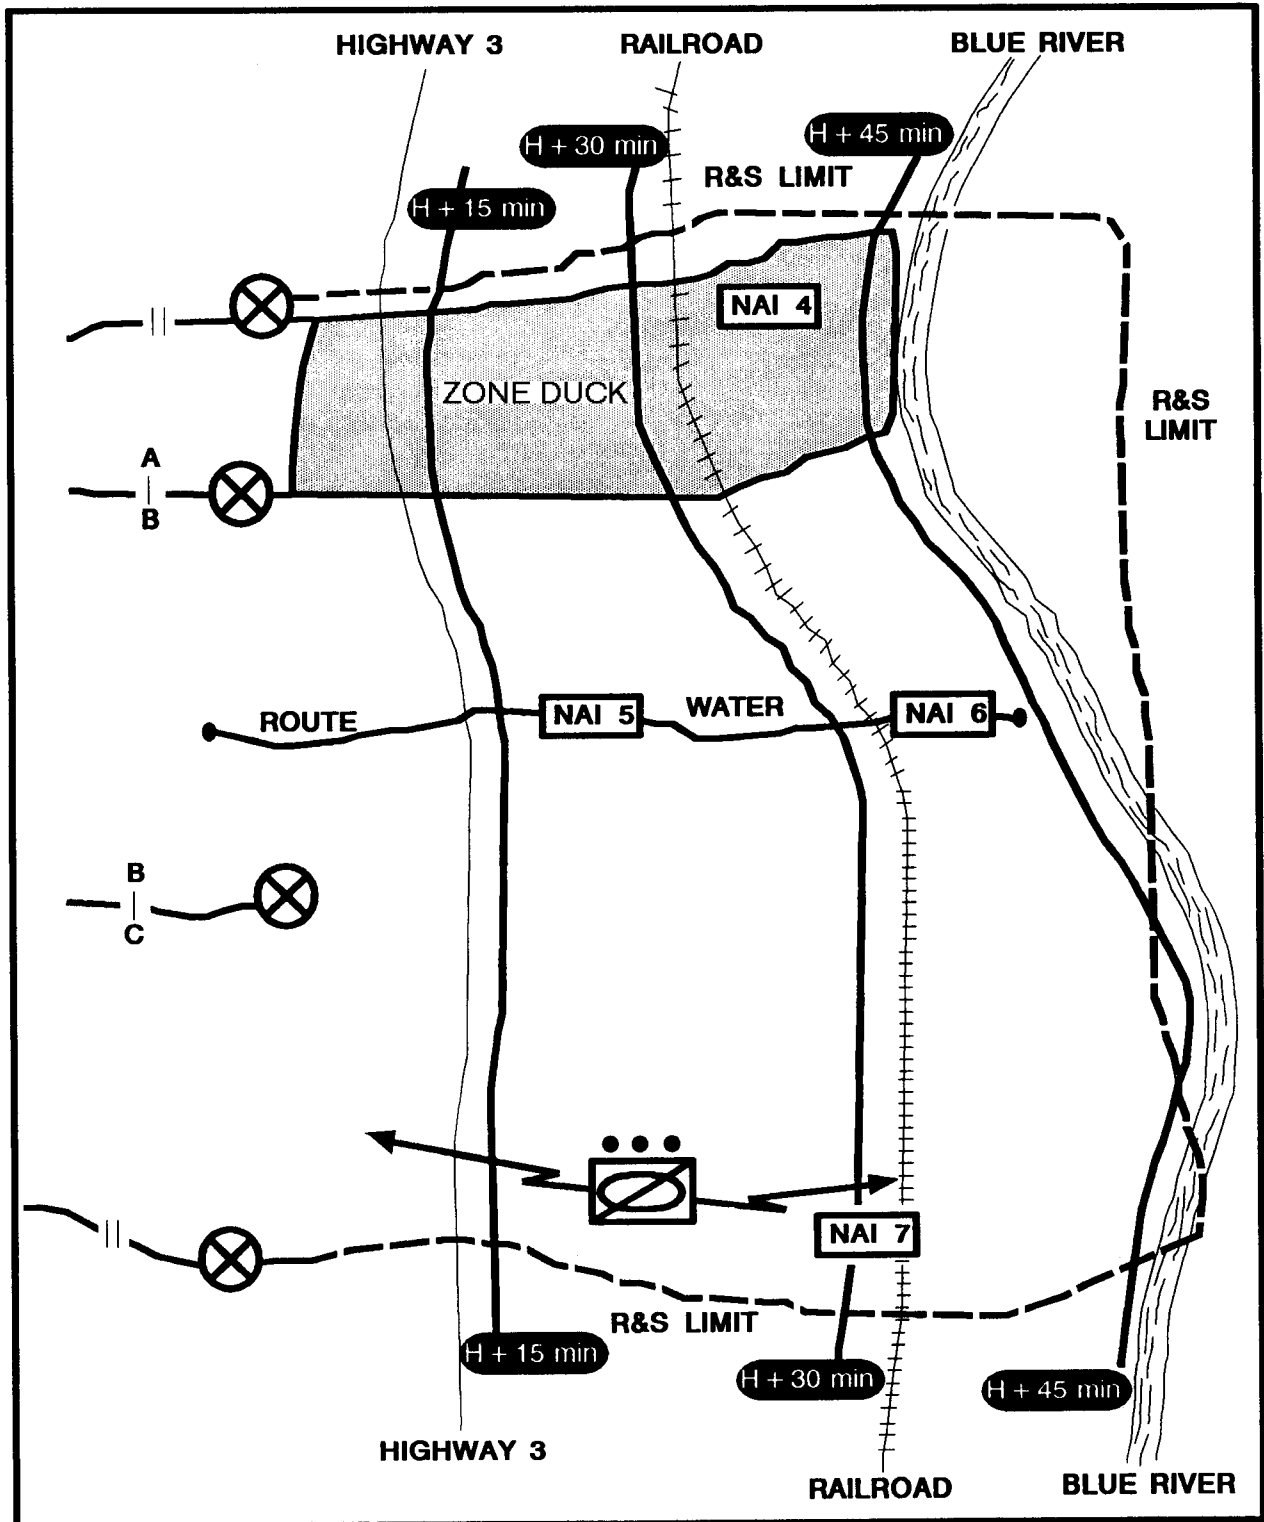 HIGHWAY 3
RAILROAD
BLUE RIVER
H + 30 min
H + 45 min
R&S LIMIT
H + 15 min
NAI 4
ZONE DUCK
R&S
LIMIT
A
B
ROUTE
NAI 5
WATER
NAI 6
B
C
NAI 7
R&S LIMIT
H + 15 min
H + 30 min
H + 45 min
HIGHWAY 3
RAILROAD
BLUE RIVER